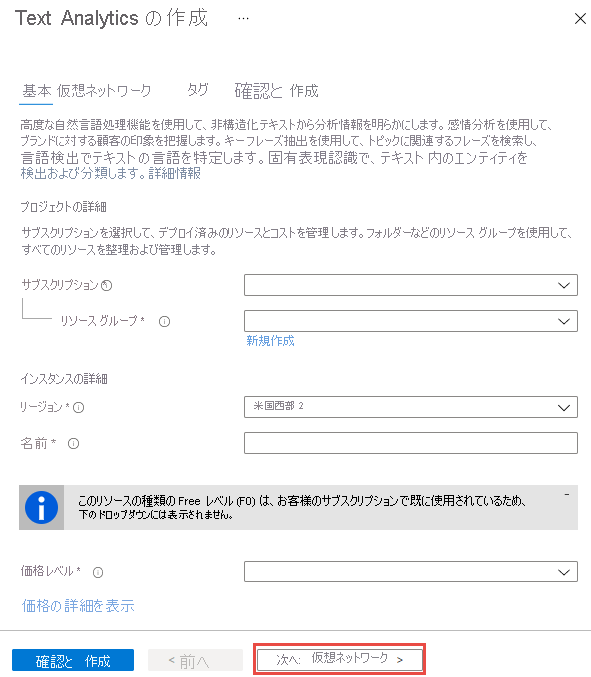 Text Analytics の作成 ...
基本 仮想ネットワーク タグ 確認と 作成
高度な自然言語処理機能を使用して、非構造化テキストから分析情報を明らかにします。感情分析を使用して、
ブランドに対する顧客の印象を把握します。キーフレーズ抽出を使用して、トピックに関連するフレーズを検索し、
言語検出でテキストの言語を特定します。固有表現認識で、テキスト内のエンティティを
検出および分類します。詳細情報
プロジェクトの詳細
サブスクリプションを選択して、デプロイ済みのリソースとコストを管理します。フォルダーなどのリソース グループを使用して、
すべてのリソースを整理および管理します。
サブスクリプション *
リソース グループ *
新規作成
インスタンスの詳細
リージョン * 米国西部 2
名前 *
このリソースの種類の Free レベル (F0) は、お客様のサブスクリプションで既に使用されているため、
下のドロップダウンには表示されません。
価格レベル *
価格の詳細を表示
確認と 作成 < 前へ 次へ: 仮想ネットワーク >